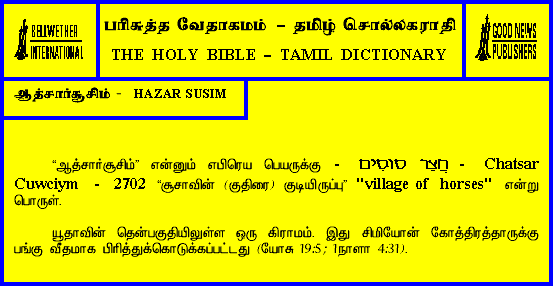 BELLWETHER
INTERNATIONAL
பரிசுத்த வேதாகமம் – தமிழ் சொல்லகராதி
THE HOLY BIBLE – TAMIL DICTIONARY
GOOD NEWS
PUBLISHERS
ஆத்சார்சூசிம் - HAZAR SUSIM
“ஆத்சார்சூசிம்” என்னும் எபிரெய பெயருக்கு - חֲצַר סוּסִים - Chatsar
Cuwciym - 2702 “சூசாவின் (குதிரை) குடியிருப்பு” "village of horses" என்று
பொருள்.
யூதாவின் தென்பகுதியிலுள்ள ஒரு கிராமம். இது சிமியோன் கோத்திரத்தாருக்கு
பங்கு வீதமாக பிரித்துக்கொடுக்கப்பட்டது (யோசு 19:5; 1நாளா 4:31).